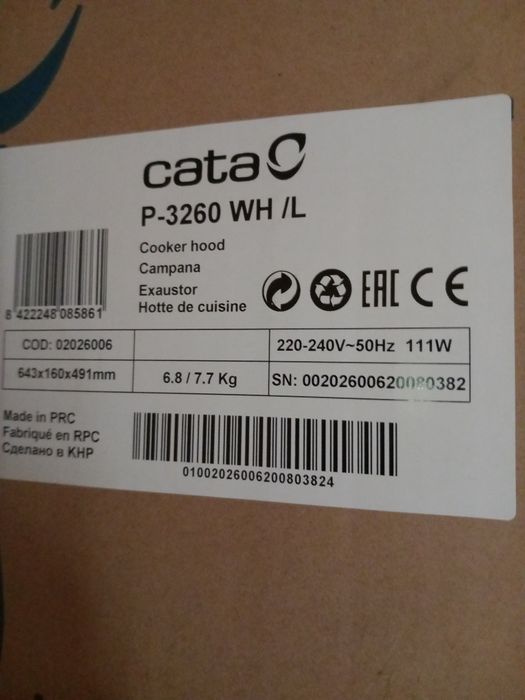 cata
P-3260 WH /L
Cooker hood
Campana
Exaustor
Hotte de cuisine
EAC CE
8 422248 085861
COD: 02026006
220-240V~50Hz 111W
643x160x491mm
6.8 / 7.7 Kg
SN: 00202600620080382
Made in PRC
Fabriqué en RPC
Сделано в КНР
01002026006200803824